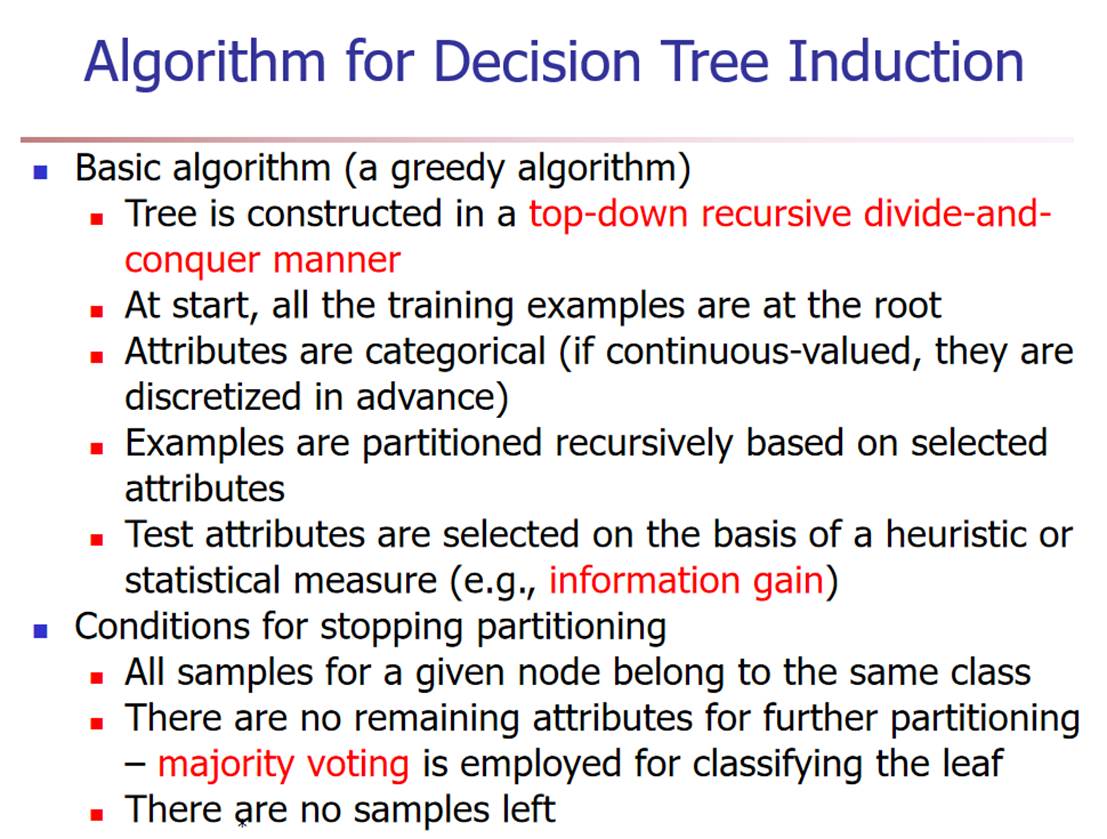 Algorithm for Decision Tree Induction
Basic algorithm (a greedy algorithm)
Tree is constructed in a top-down recursive divide-and-
conquer manner
At start, all the training examples are at the root
Attributes are categorical (if continuous-valued, they are
discretized in advance)
Examples are partitioned recursively based on selected
attributes
Test attributes are selected on the basis of a heuristic or
statistical measure (e.g., information gain)
Conditions for stopping partitioning
All samples for a given node belong to the same class
There are no remaining attributes for further partitioning
– majority voting is employed for classifying the leaf
There are no samples left
*